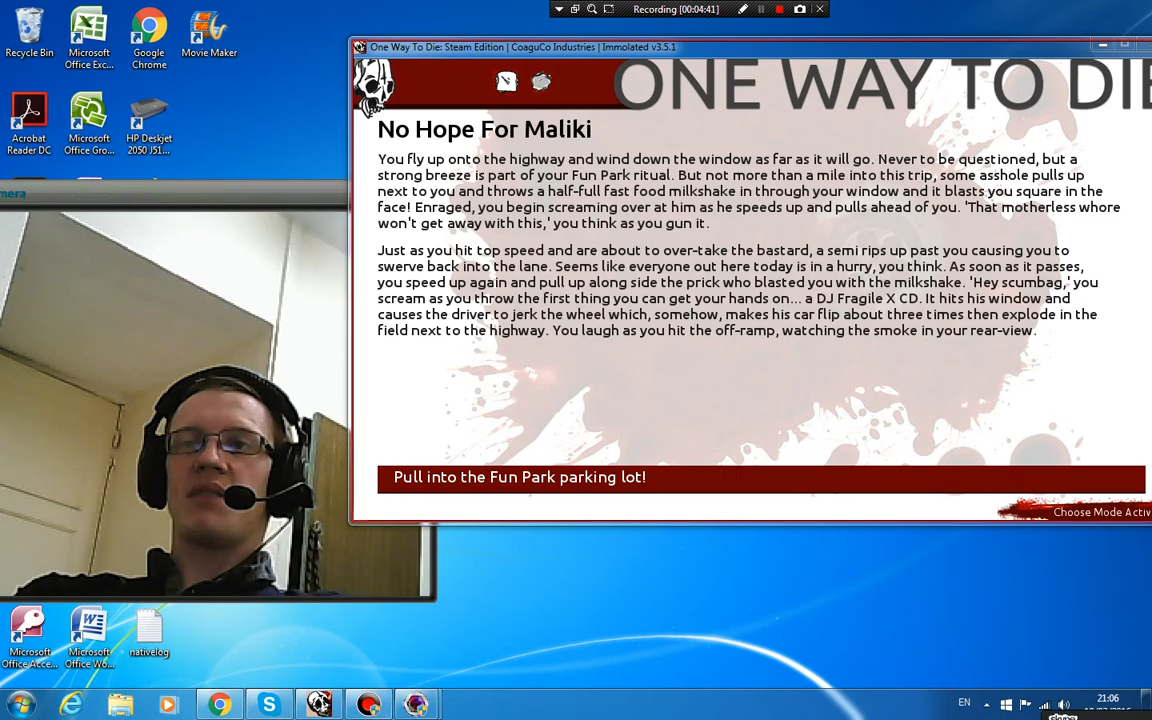 Recording [00:04:41]
Recycle Bin
Microsoft
Office Exc...
Google
Chrome
Movie Maker
Acrobat
Reader DC
Microsoft
Office Gro...
HP Deskjet
2050 J51...
mera
One Way To Die: Steam Edition | CoaguCo Industries | Immolated v3.5.1
ONE WAY TO DIE
No Hope For Maliki
You fly up onto the highway and wind down the window as far as it will go. Never to be questioned, but a
strong breeze is part of your Fun Park ritual. But not more than a mile into this trip, some asshole pulls up
next to you and throws a half-full fast food milkshake in through your window and it blasts you square in the
face! Enraged, you begin screaming over at him as he speeds up and pulls ahead of you. 'That motherless whore
won't get away with this,' you think as you gun it.
Just as you hit top speed and are about to over-take the bastard, a semi rips up past you causing you to
swerve back into the lane. Seems like everyone out here today is in a hurry, you think. As soon as it passes,
you speed up again and pull up along side the prick who blasted you with the milkshake. 'Hey scumbag,' you
scream as you throw the first thing you can get your hands on... a DJ Fragile X CD. It hits his window and
causes the driver to jerk the wheel which, somehow, makes his car flip about three times then explode in the
field next to the highway. You laugh as you hit the off-ramp, watching the smoke in your rear-view.
Pull into the Fun Park parking lot!
Choose Mode Activ
Microsoft
Office Acce...
Microsoft
Office Wo...
nativelog
EN
21:06
skype